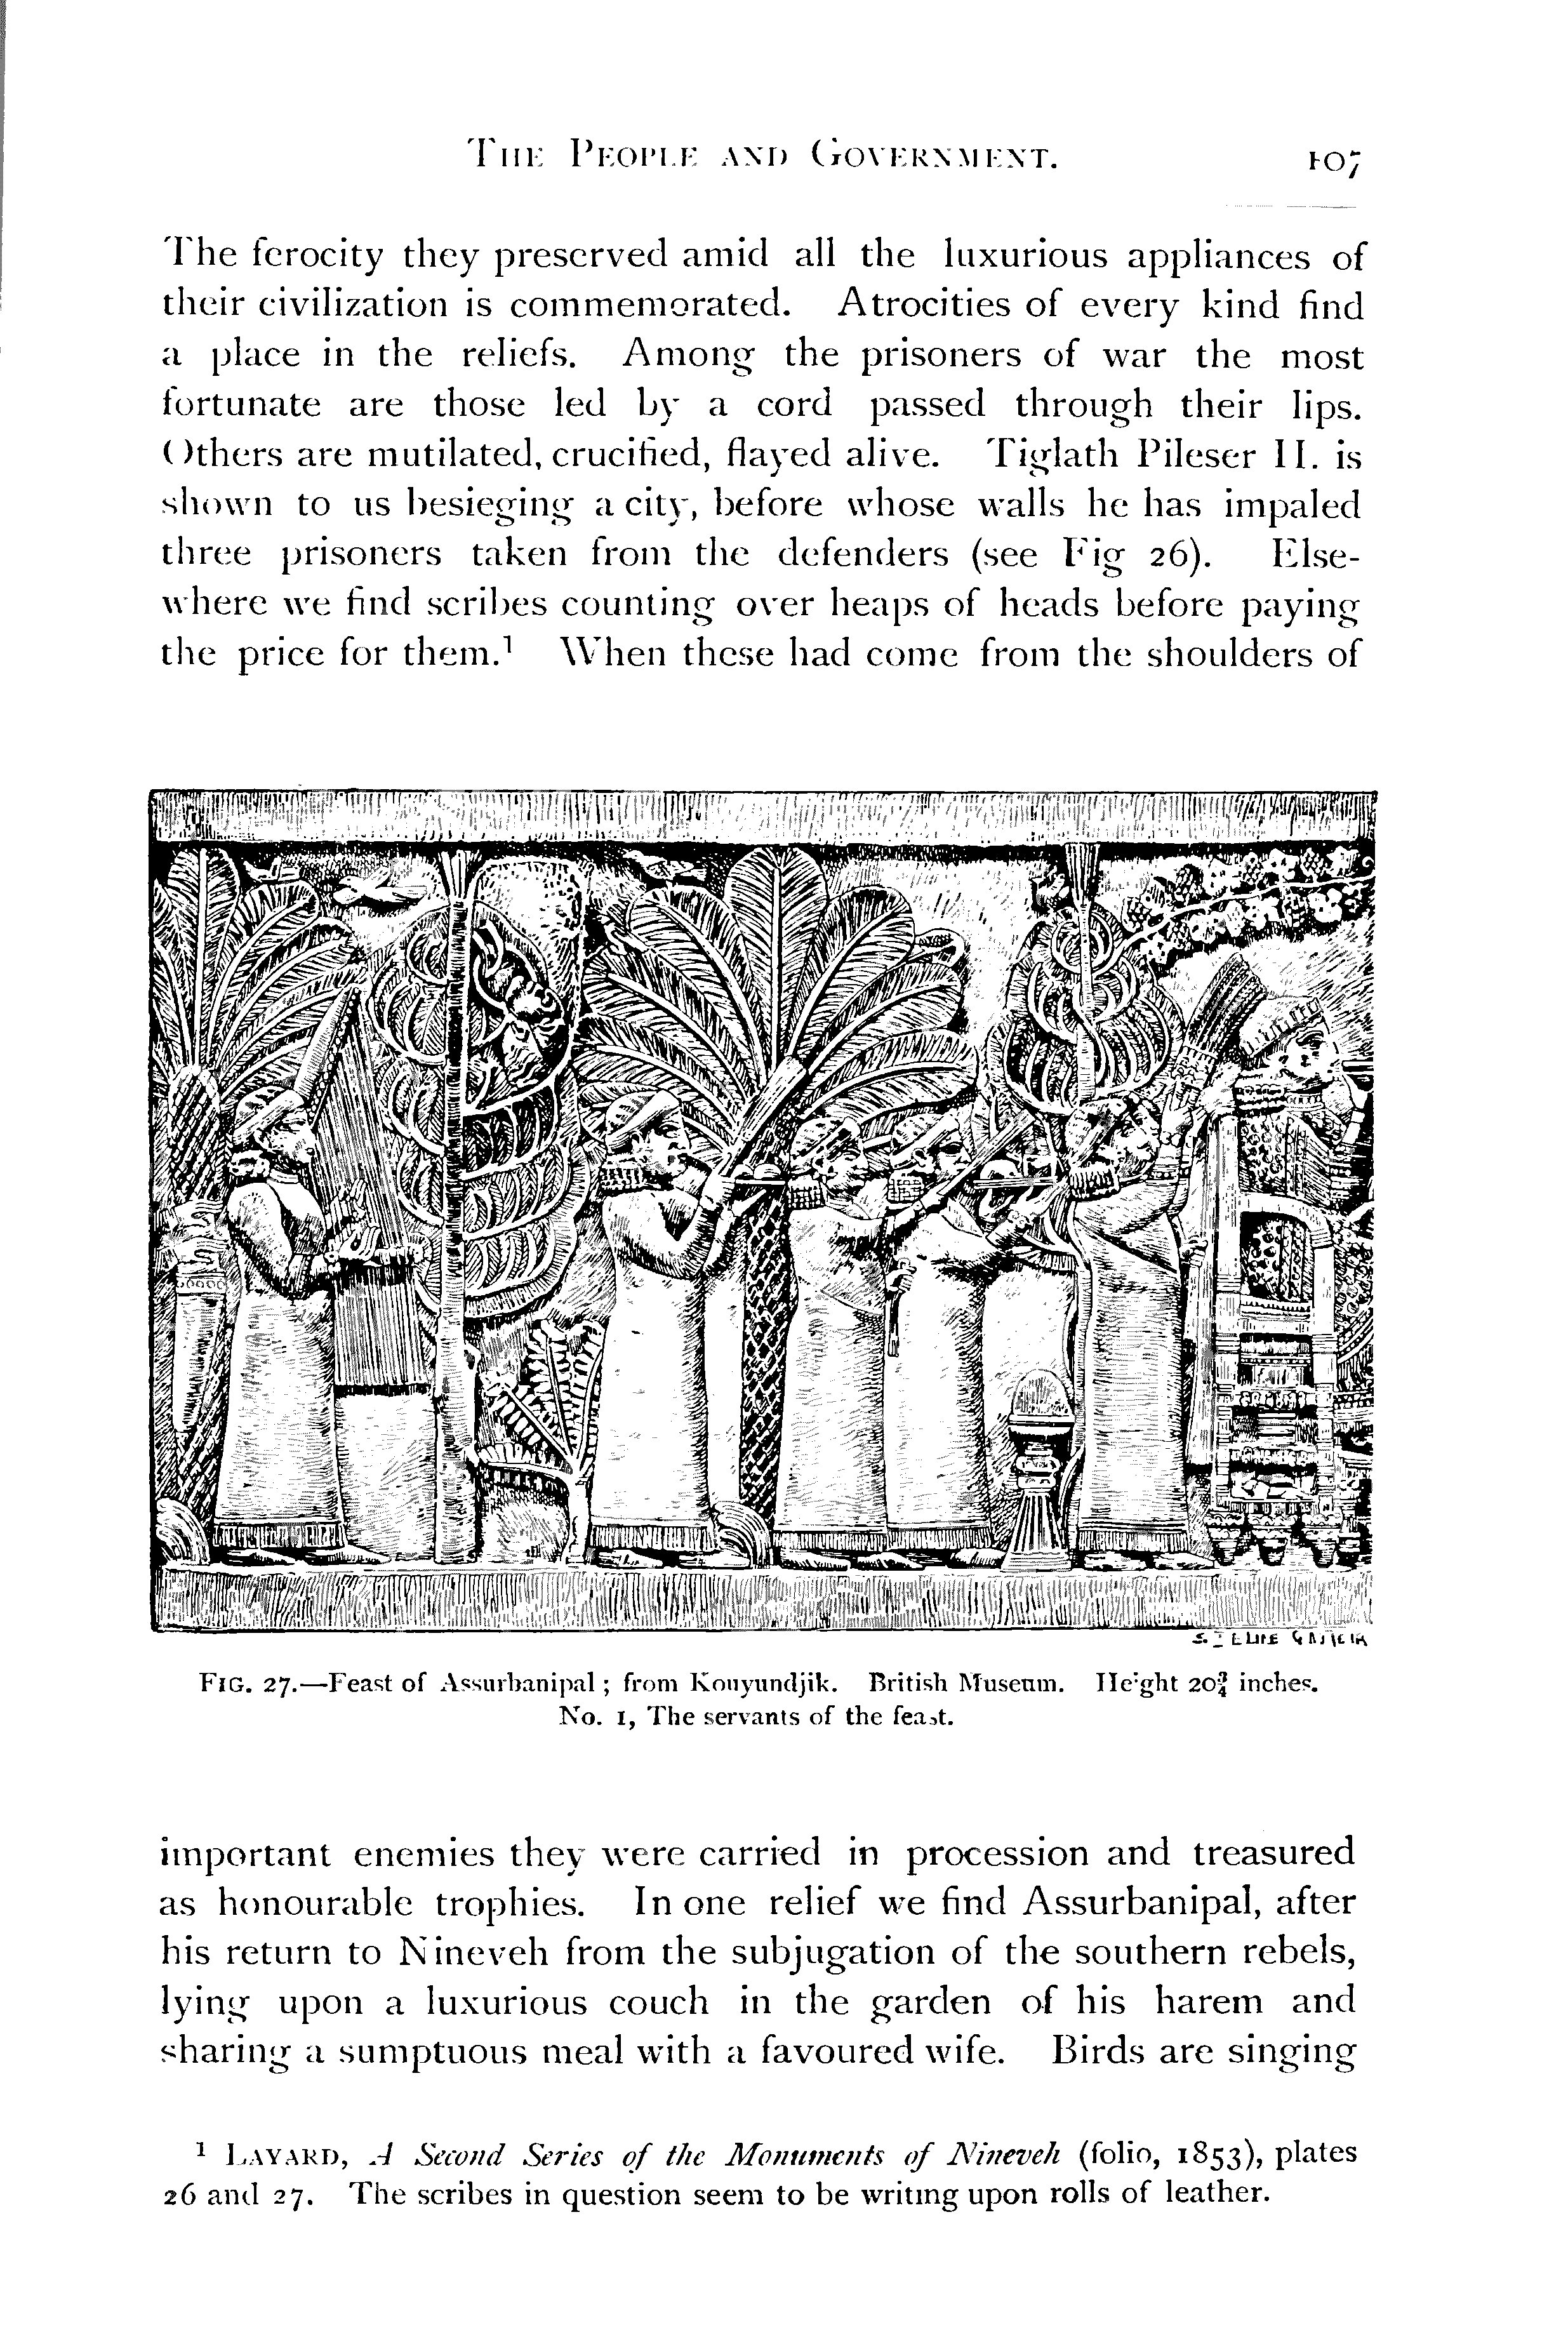 THE PEOPLE AND GOVERNMENT. 107
The ferocity they preserved amid all the luxurious appliances of
their civilization is commemorated. Atrocities of every kind find
a place in the reliefs. Among the prisoners of war the most
fortunate are those led by a cord passed through their lips.
Others are mutilated, crucified, flayed alive. Tiglath Pileser II. is
shown to us besieging a city, before whose walls he has impaled
three prisoners taken from the defenders (see Fig 26). Else-
where we find scribes counting over heaps of heads before paying
the price for them.¹ When these had come from the shoulders of
FIG. 27.—Feast of Assurbanipal ; from Kouyundjik. British Museum. Height 20¾ inches.
No. 1, The servants of the feast.
important enemies they were carried in procession and treasured
as honourable trophies. In one relief we find Assurbanipal, after
his return to Nineveh from the subjugation of the southern rebels,
lying upon a luxurious couch in the garden of his harem and
sharing a sumptuous meal with a favoured wife. Birds are singing
¹ LAYARD, A Second Series of the Monuments of Nineveh (folio, 1853), plates
26 and 27. The scribes in question seem to be writing upon rolls of leather.